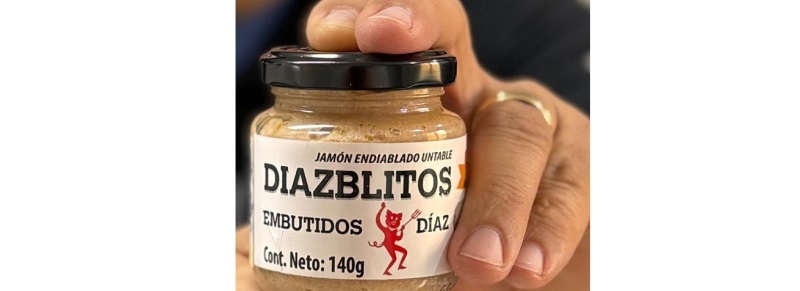 JAMÓN ENDIABLADO UNTABLE
DIAZBLITOS
EMBUTIDOS DÍAZ
Cont. Neto: 140g